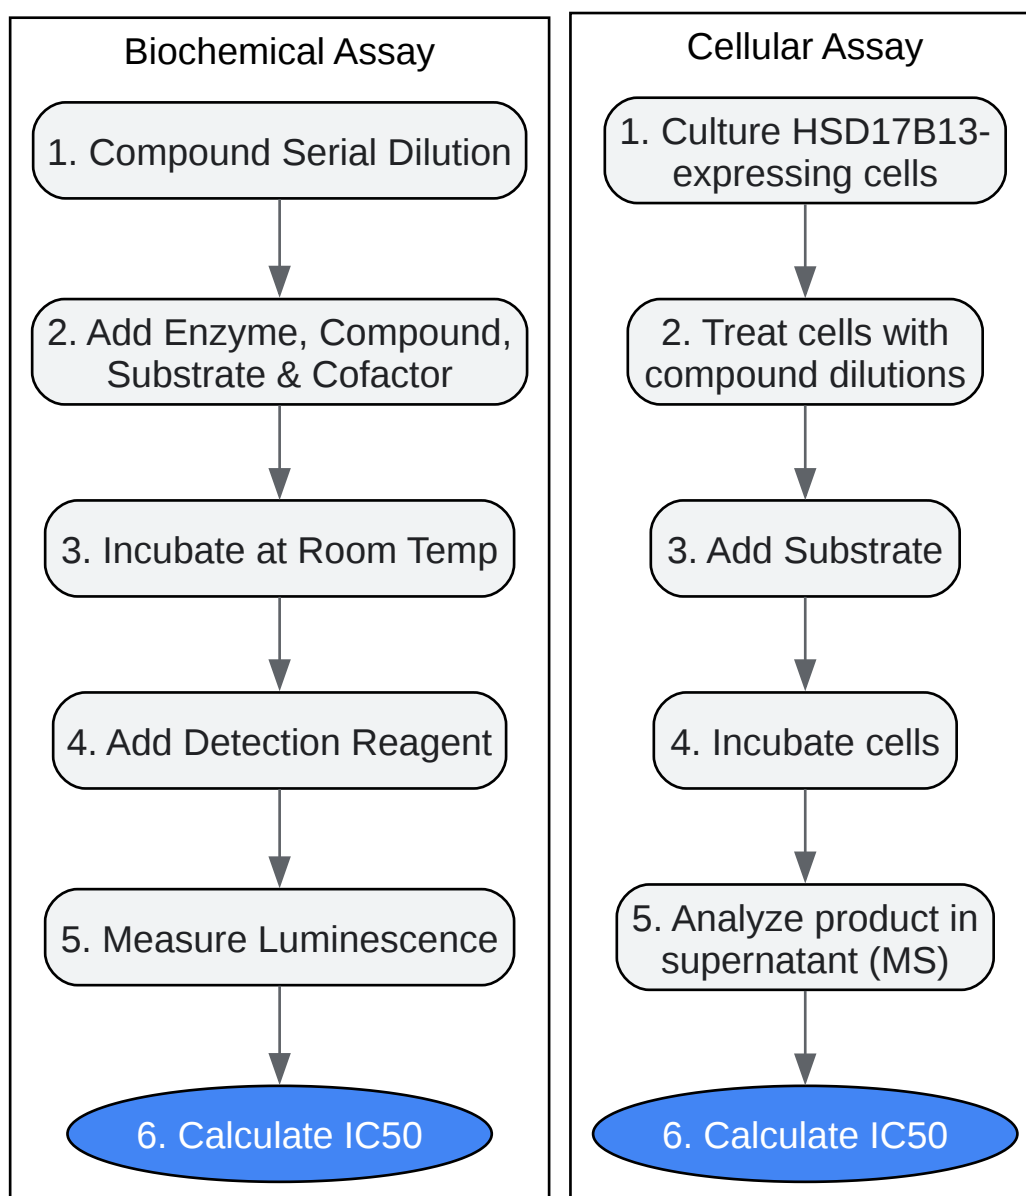 Biochemical Assay
1. Compound Serial Dilution
2. Add Enzyme, Compound,
Substrate & Cofactor
3. Incubate at Room Temp
4. Add Detection Reagent
5. Measure Luminescence
6. Calculate IC50
Cellular Assay
1. Culture HSD17B13-
expressing cells
2. Treat cells with
compound dilutions
3. Add Substrate
4. Incubate cells
5. Analyze product in
supernatant (MS)
6. Calculate IC50